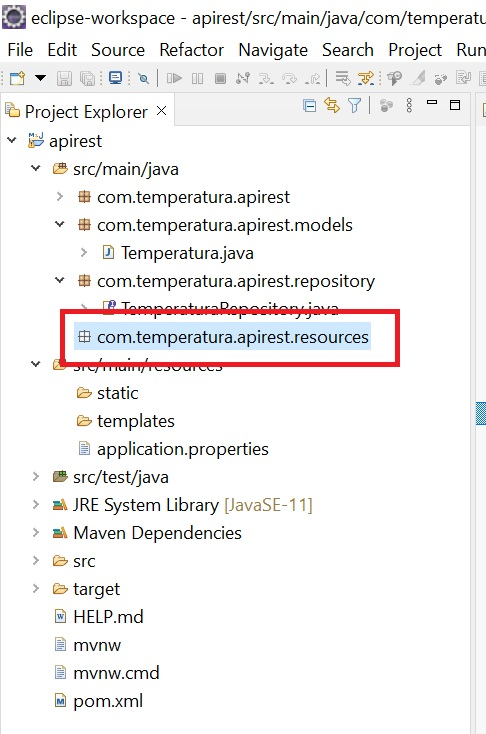 eclipse-workspace - apirest/src/main/java/com/temperatu
File Edit Source Refactor Navigate Search Project Run
Project Explorer
apirest
src/main/java
com.temperatura.apirest
com.temperatura.apirest.models
Temperatura.java
com.temperatura.apirest.repository
TemperaturaRepository.java
com.temperatura.apirest.resources
src/main/resources
static
templates
application.properties
src/test/java
JRE System Library [JavaSE-11]
Maven Dependencies
src
target
HELP.md
mvnw
mvnw.cmd
pom.xml